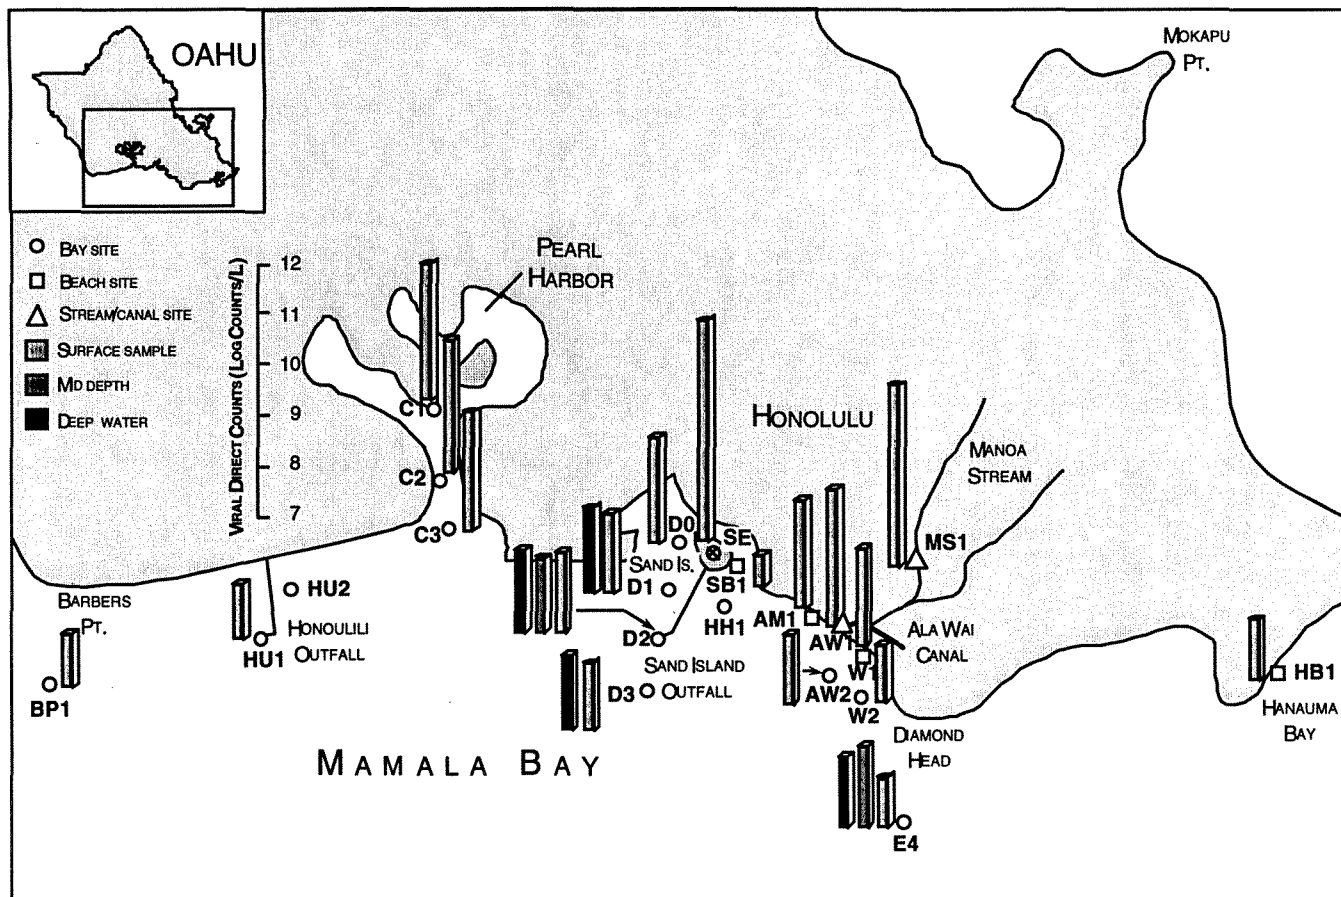 OAHU
MOKAPU
PT.
BAY SITE
BEACH SITE
STREAM/CANAL SITE
SURFACE SAMPLE
MID DEPTH
DEEP WATER
VIRAL DIRECT COUNTS (LOG COUNTS/L)
12
11
10
9
8
7
PEARL
HARBOR
HONOLULU
MANOA
STREAM
C1
C2
C3
D0
SE
MS1
SAND IS.
D1
SB1
HH1
AM1
AW1
ALA WAI
CANAL
W1
AW2
W2
HB1
HANAUMA
BAY
BARBERS
PT.
HU2
HONOULILI
OUTFALL
HU1
BP1
D2
SAND ISLAND
OUTFALL
D3
DIAMOND
HEAD
MAMALA BAY
E4